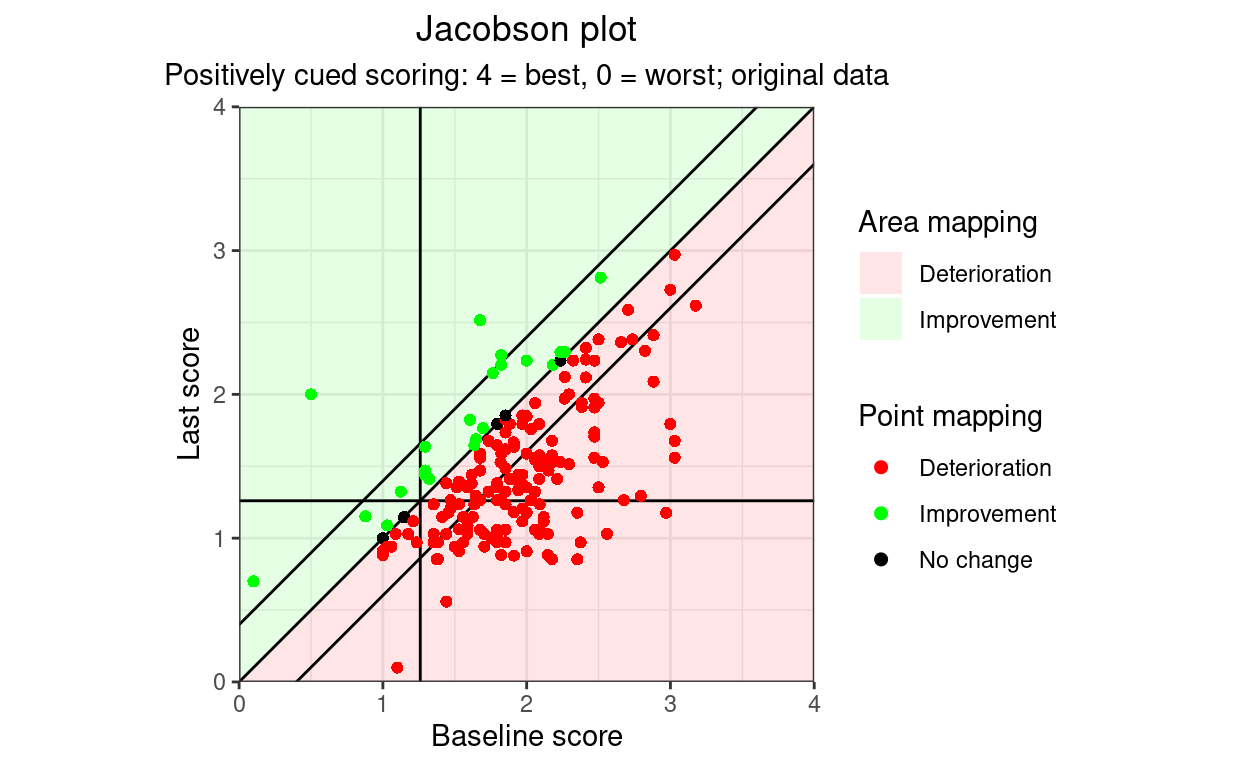 Jacobson plot
Positively cued scoring: 4 = best, 0 = worst; original data
4
3
2
1
0
Last score
0 1 2 3 4
Baseline score
Area mapping
Deterioration
Improvement
Point mapping
Deterioration
Improvement
No change